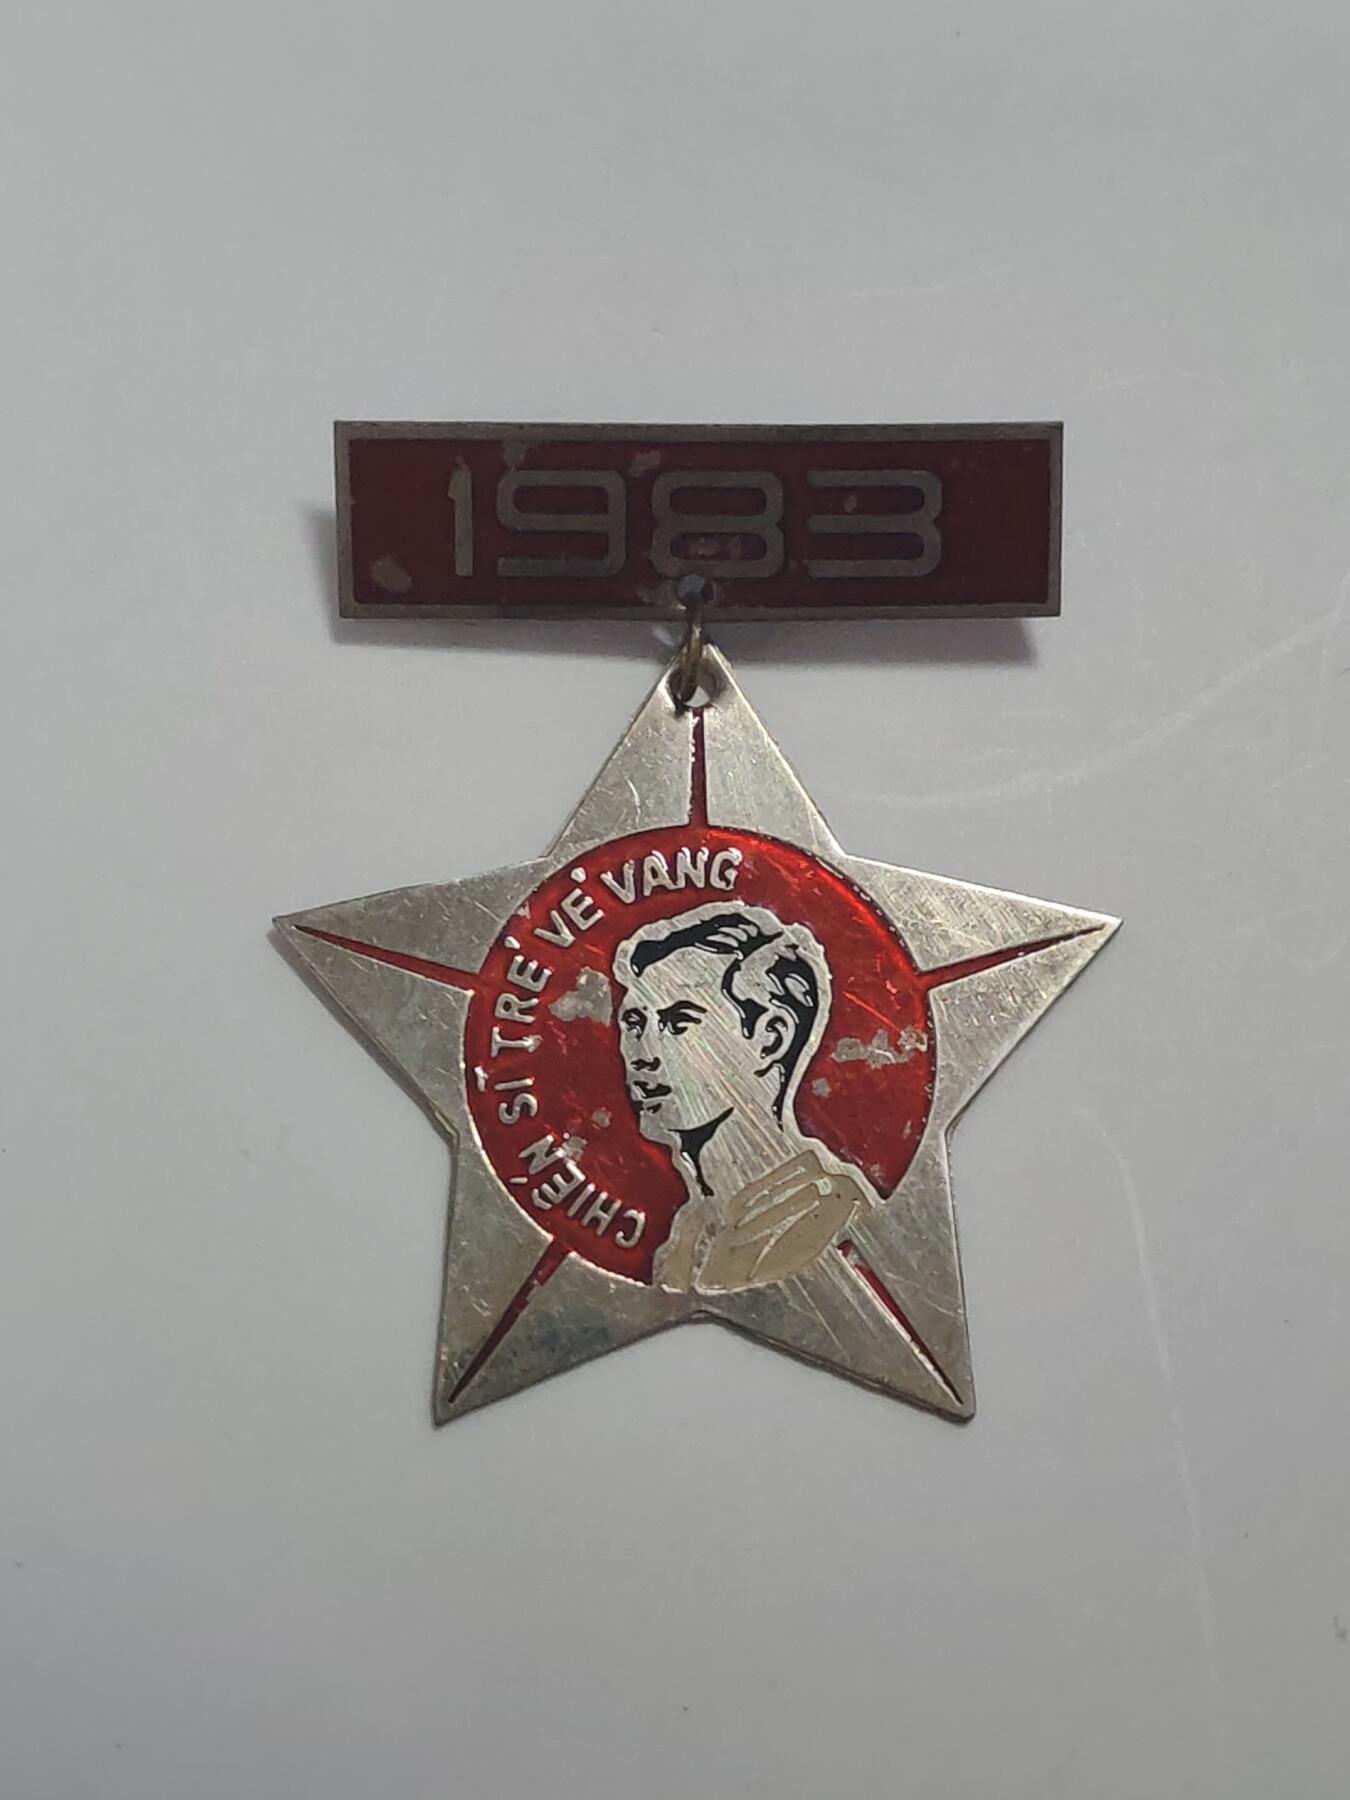 1983
CHIẾN SĨ TRẺ VẺ VANG